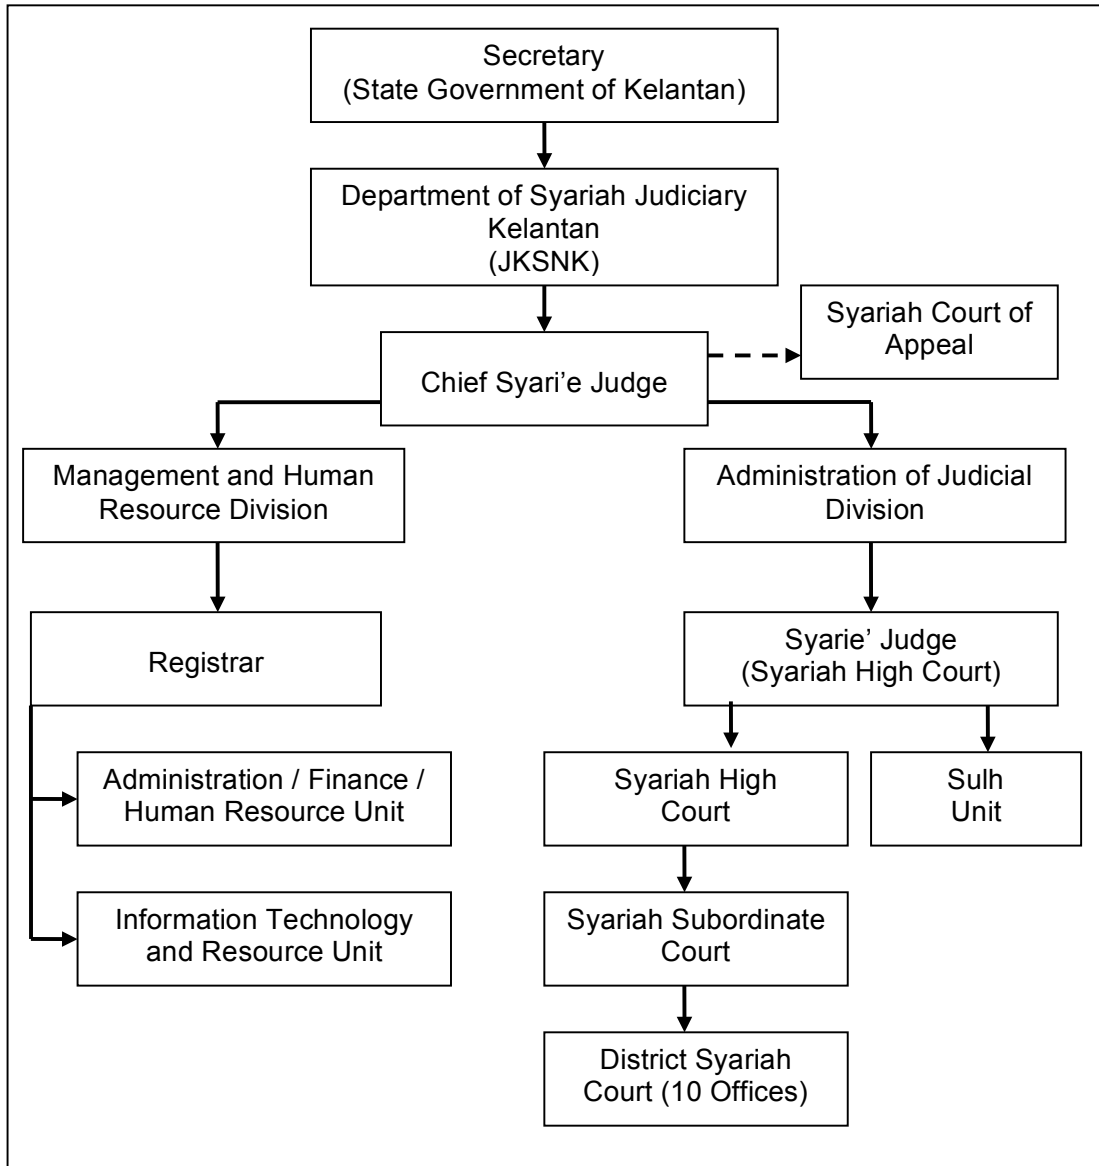 Secretary
(State Government of Kelantan)
Department of Syariah Judiciary
Kelantan
(JKSNK)
Syariah Court of
Appeal
Chief Syari’e Judge
Management and Human
Resource Division
Administration of Judicial
Division
Registrar
Syarie’ Judge
(Syariah High Court)
Administration / Finance /
Human Resource Unit
Syariah High
Court
Sulh
Unit
Information Technology
and Resource Unit
Syariah Subordinate
Court
District Syariah
Court (10 Offices)